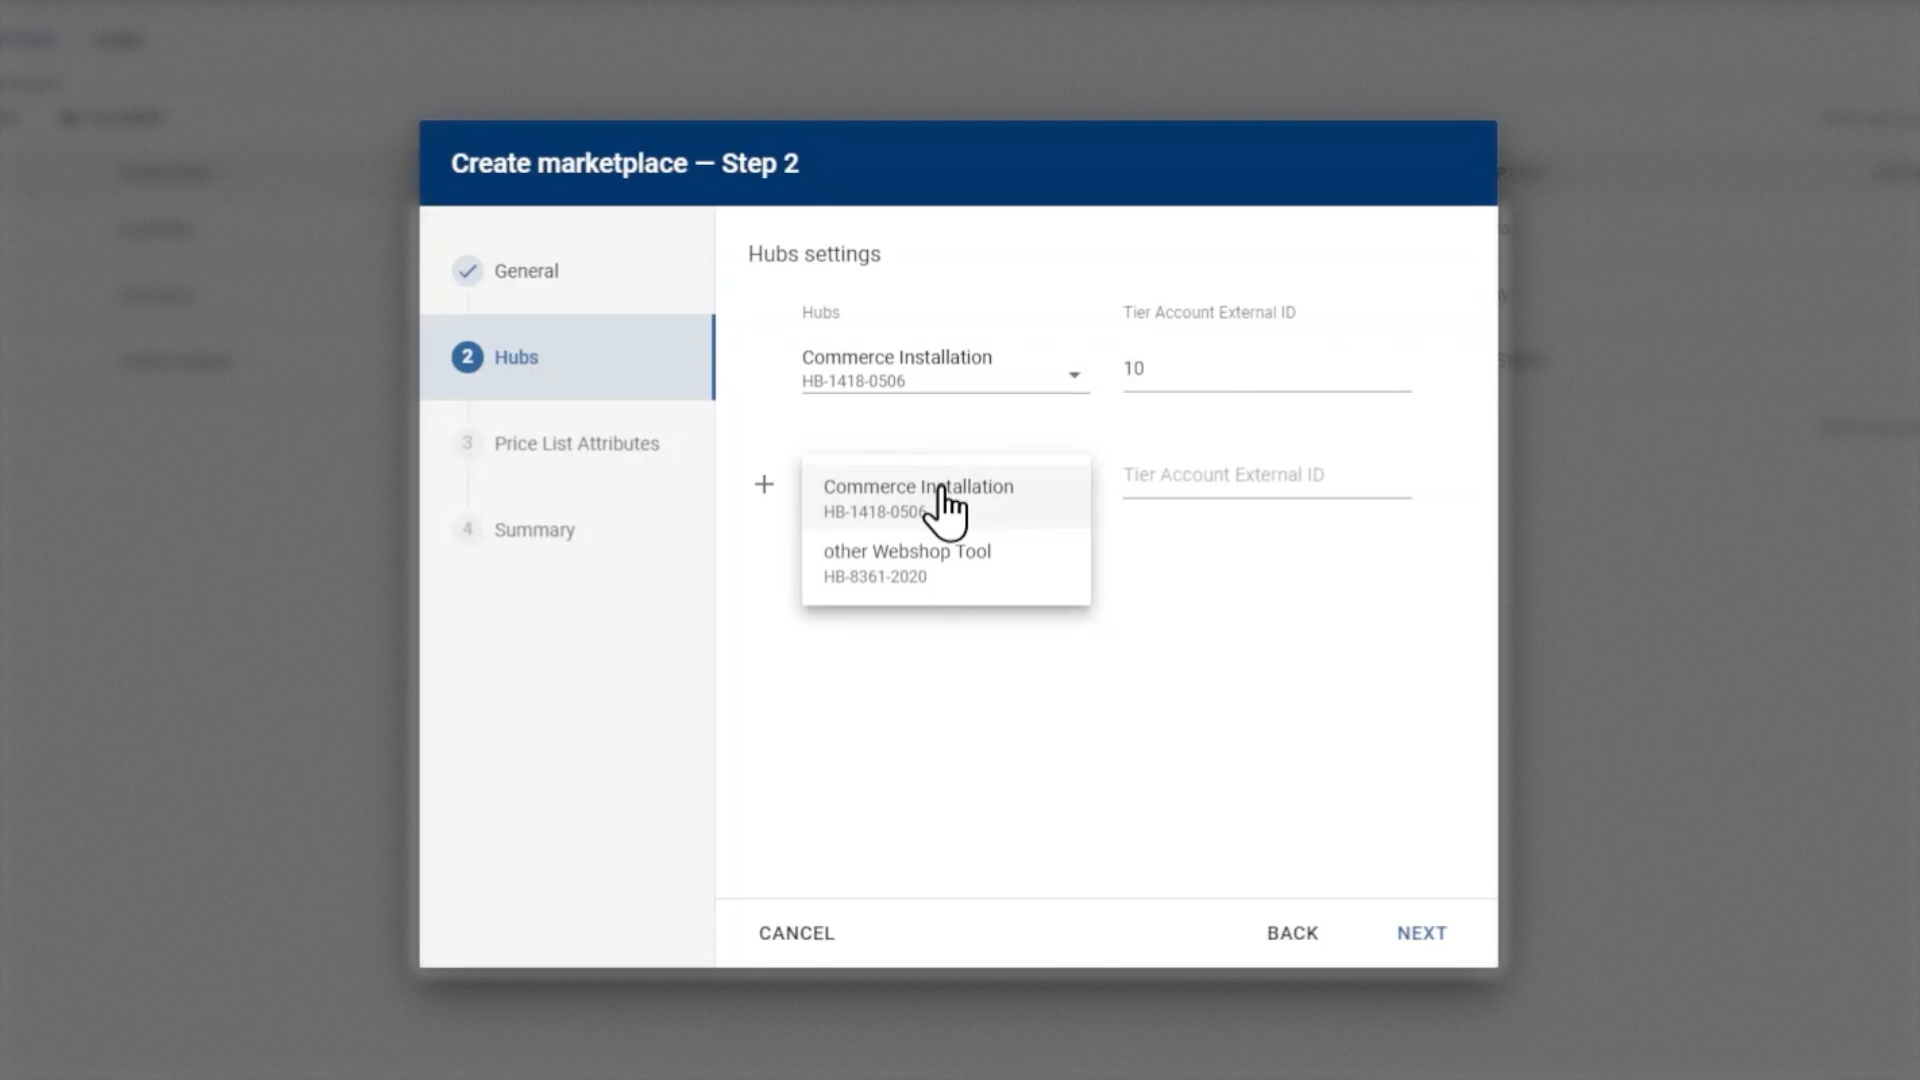 Create marketplace — Step 2
General
2 Hubs
3 Price List Attributes
4 Summary
Hubs settings
Hubs
Tier Account External ID
Commerce Installation
HB-1418-0506
10
Commerce Installation
HB-1418-0506
Tier Account External ID
other Webshop Tool
HB-8361-2020
CANCEL
BACK
NEXT